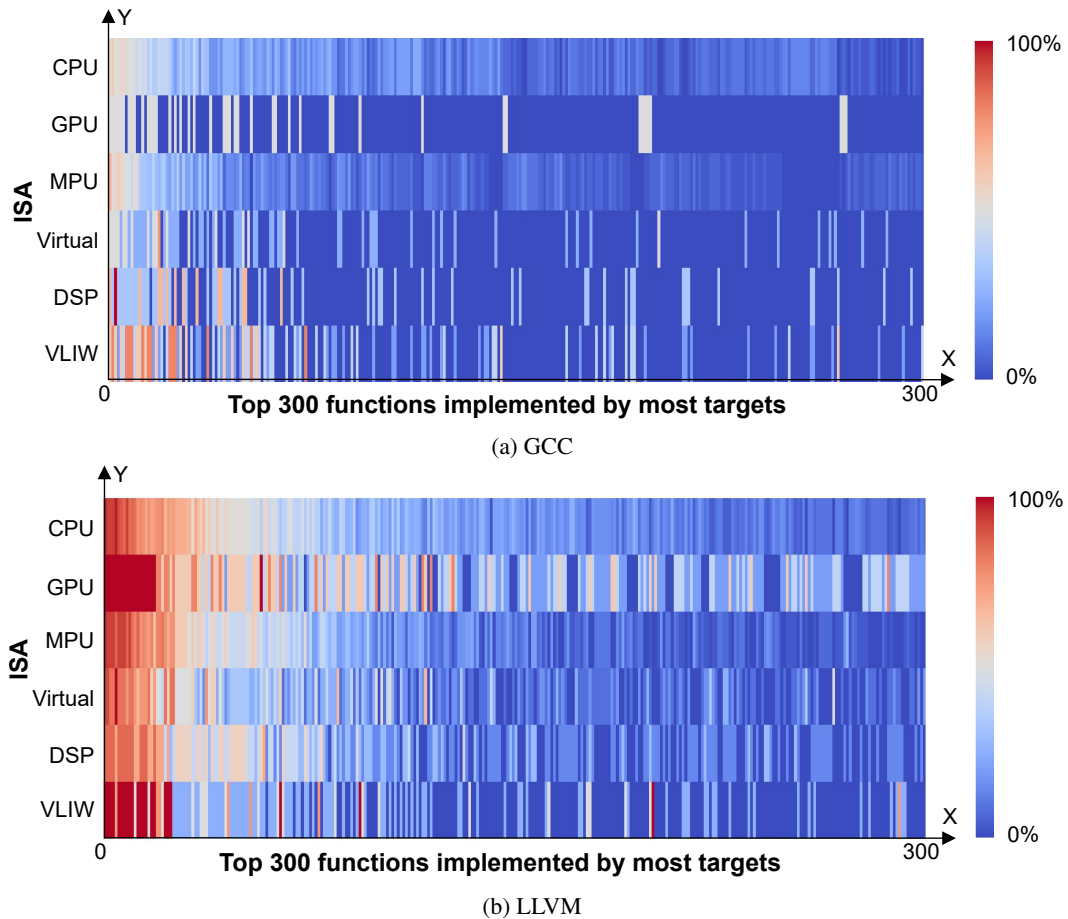 Y
100%
CPU
GPU
MPU
ISA
Virtual
DSP
VLIW
X
0%
0
300
Top 300 functions implemented by most targets
(a) GCC
Y
100%
CPU
GPU
MPU
ISA
Virtual
DSP
VLIW
X
0%
0
300
Top 300 functions implemented by most targets
(b) LLVM